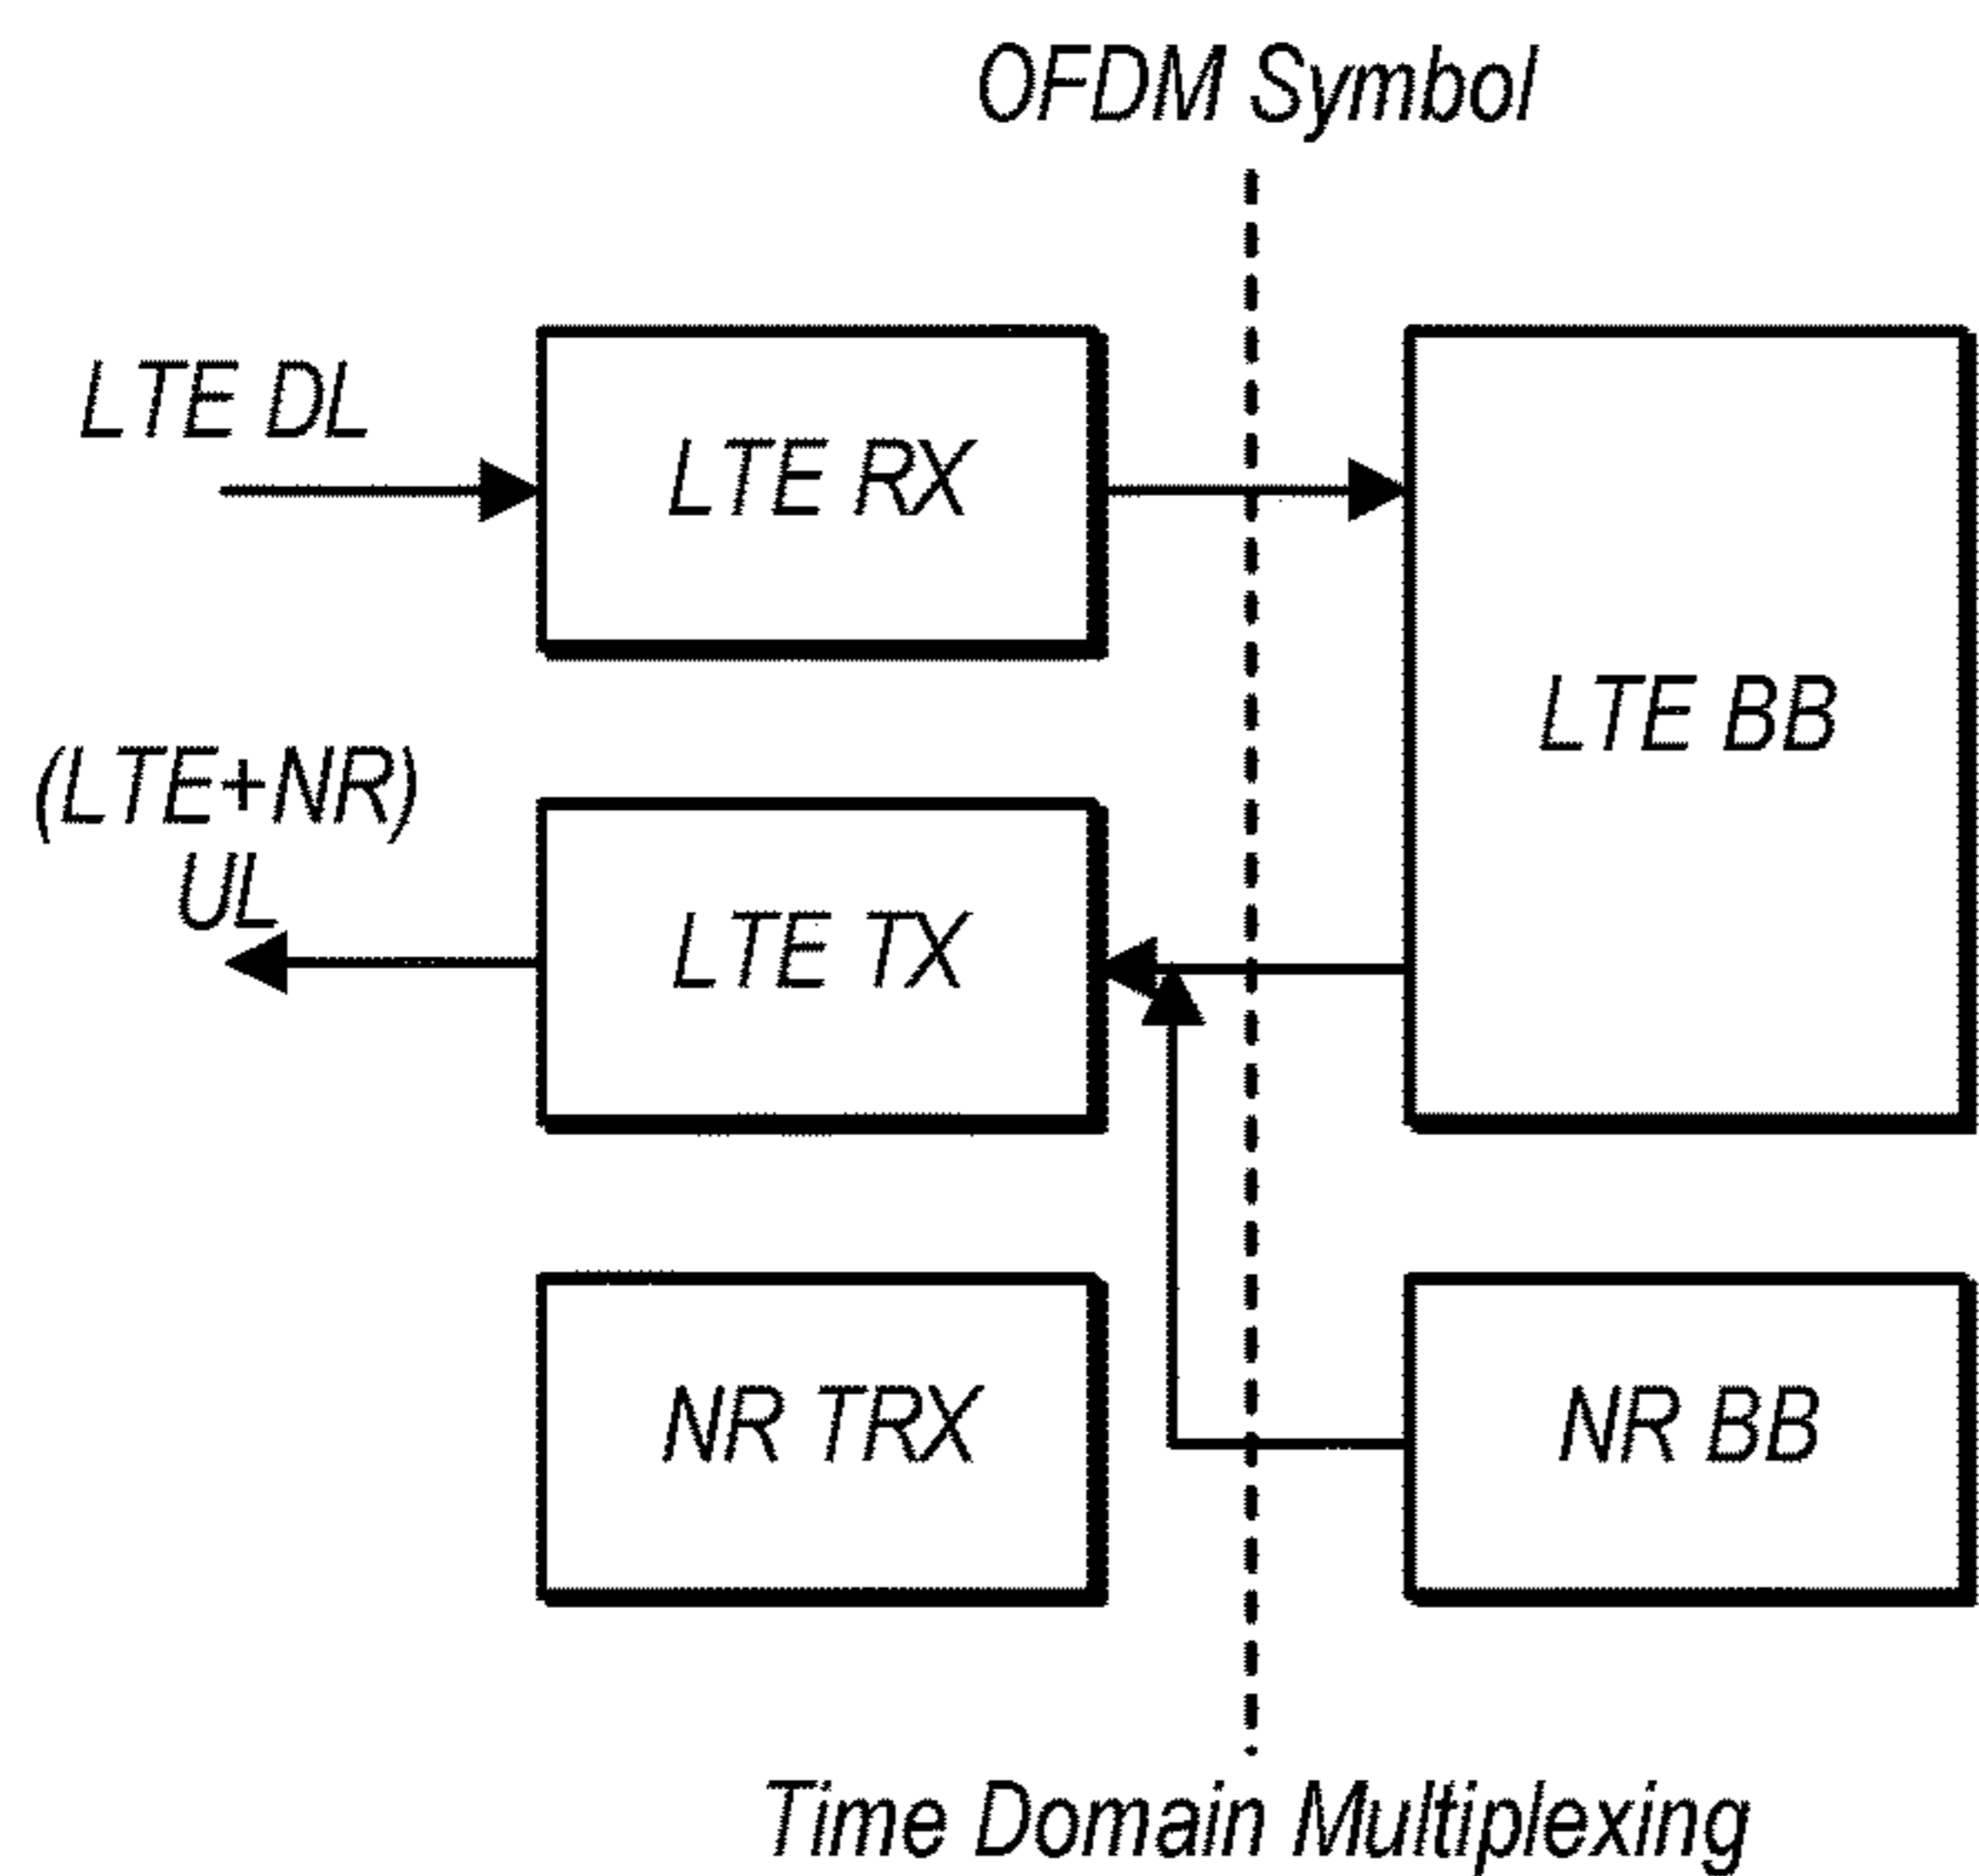 OFDM Symbol
LTE DL
LTE RX
LTE BB
(LTE+NR)
UL
LTE TX
NR TRX
NR BB
Time Domain Multiplexing